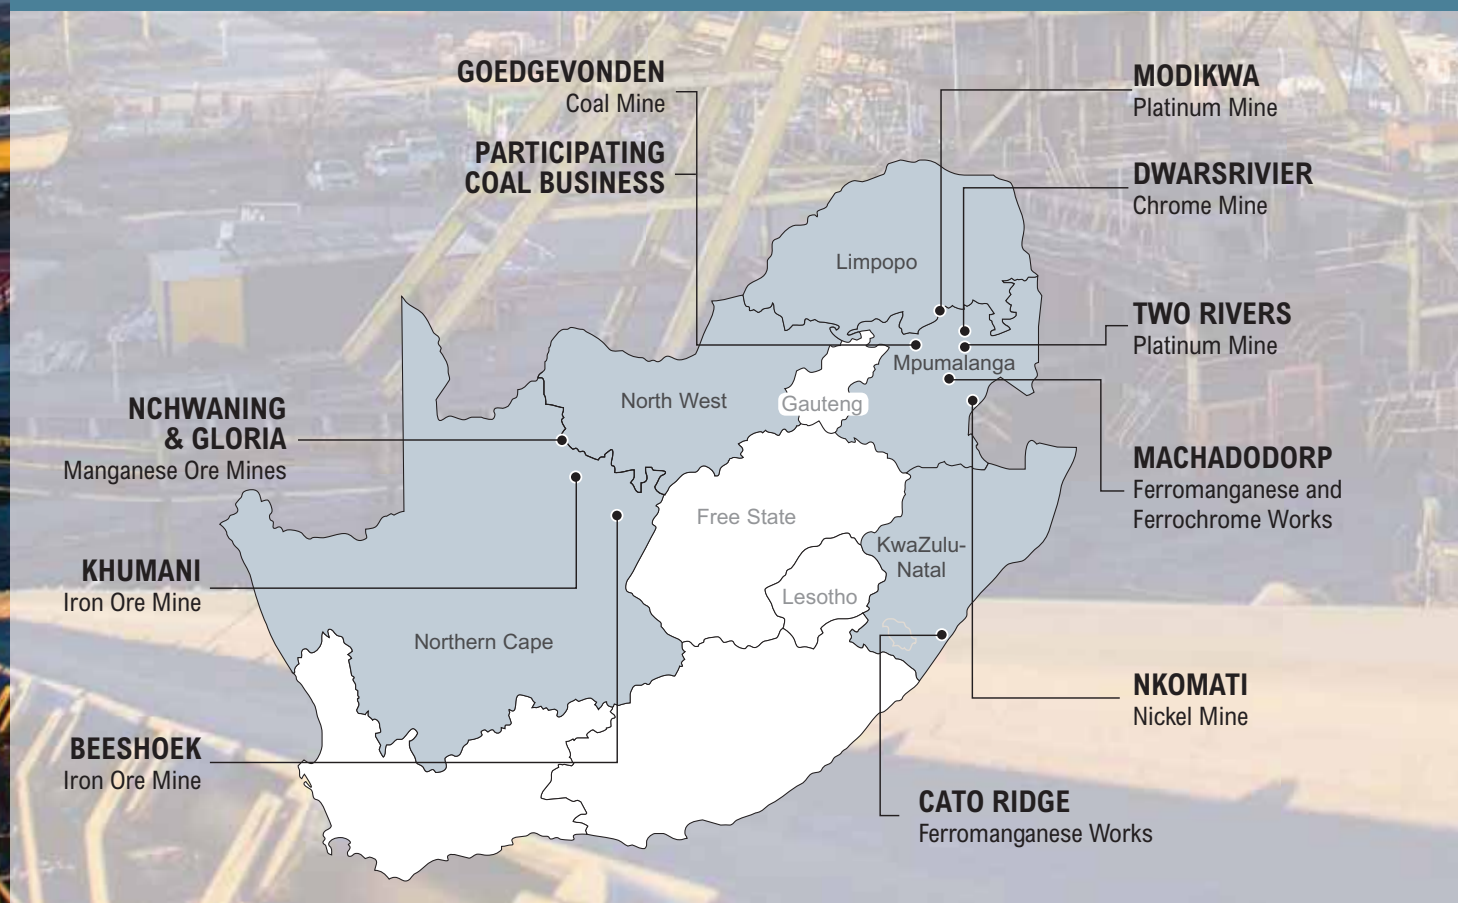 GOEDGEVONDEN
Coal Mine
PARTICIPATING
COAL BUSINESS
MODIKWA
Platinum Mine
DWARSRIVIER
Chrome Mine
TWO RIVERS
Platinum Mine
NCHWANING
& GLORIA
Manganese Ore Mines
MACHADODORP
Ferromanganese and
Ferrochrome Works
KHUMANI
Iron Ore Mine
NKOMATI
Nickel Mine
BEESHOEK
Iron Ore Mine
CATO RIDGE
Ferromanganese Works
Limpopo
Mpumalanga
North West
Gauteng
Free State
KwaZulu-
Natal
Lesotho
Northern Cape